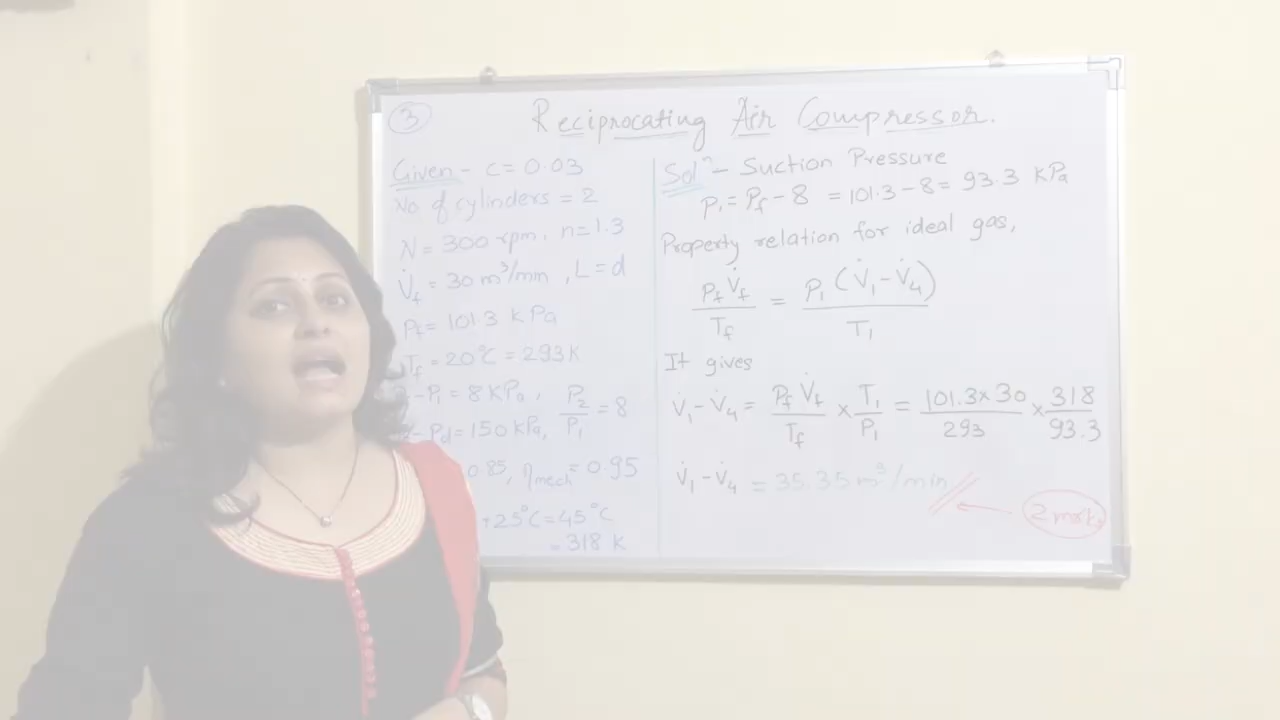 3
Reciprocating Air Compressor.
Given - c = 0.03
No of cylinders = 2
N = 300 rpm, n = 1.3
V̇f = 30 m³/min, L = d
Pf = 101.3 kPa
Tf = 20°C = 293 K
- P1 = 8 KPa, P2/P1 = 8
- Pd = 150 kPa,
0.85, ηmech = 0.95
+25°C = 45°C
= 318 K
Solⁿ - Suction Pressure
P1 = Pf - 8 = 101.3 - 8 = 93.3 kPa
Property relation for ideal gas,
Pf V̇f / Tf = P1 (V̇1 - V̇4) / T1
It gives
V̇1 - V̇4 = Pf V̇f / Tf × T1 / P1 = 101.3 × 30 / 293 × 318 / 93.3
V̇1 - V̇4 = 35.35 m³/min
2 mrks